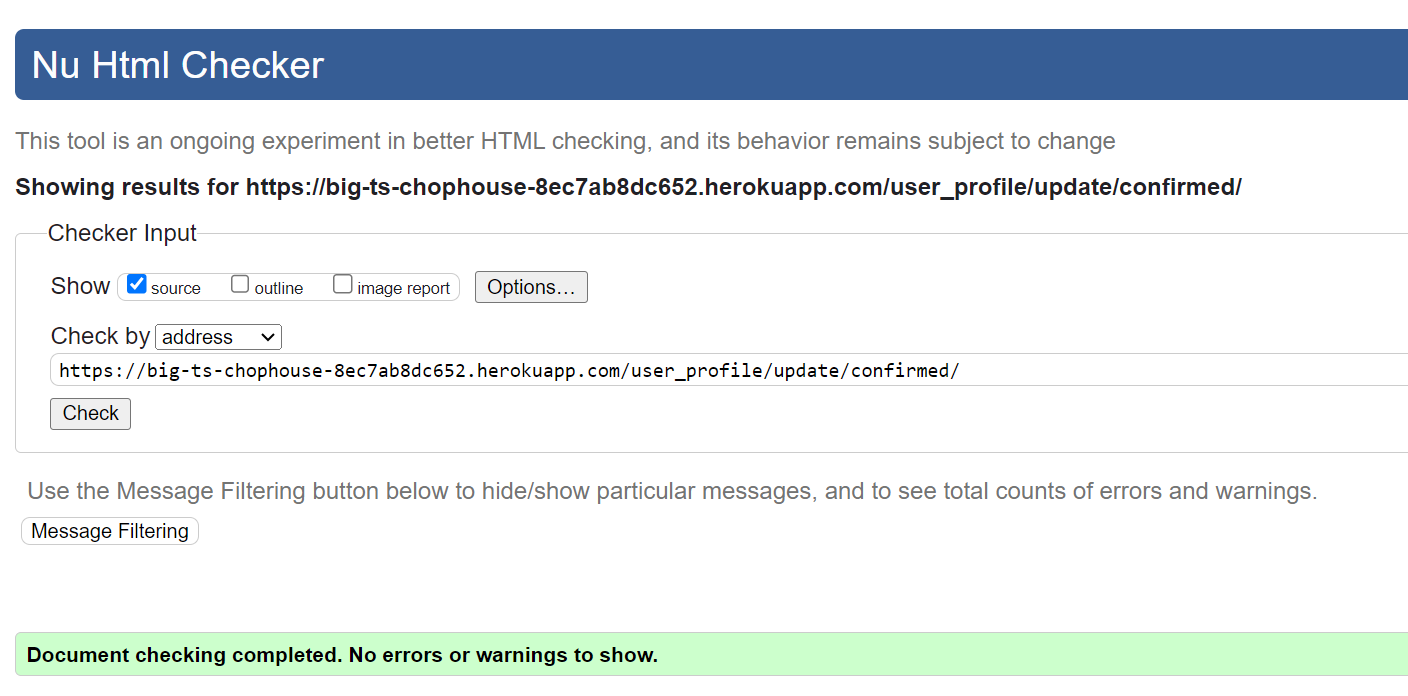 Nu Html Checker
This tool is an ongoing experiment in better HTML checking, and its behavior remains subject to change
Showing results for https://big-ts-chophouse-8ec7ab8dc652.herokuapp.com/user_profile/update/confirmed/
Checker Input
Show source outline image report Options...
Check by address
https://big-ts-chophouse-8ec7ab8dc652.herokuapp.com/user_profile/update/confirmed/
Check
Use the Message Filtering button below to hide/show particular messages, and to see total counts of errors and warnings.
Message Filtering
Document checking completed. No errors or warnings to show.